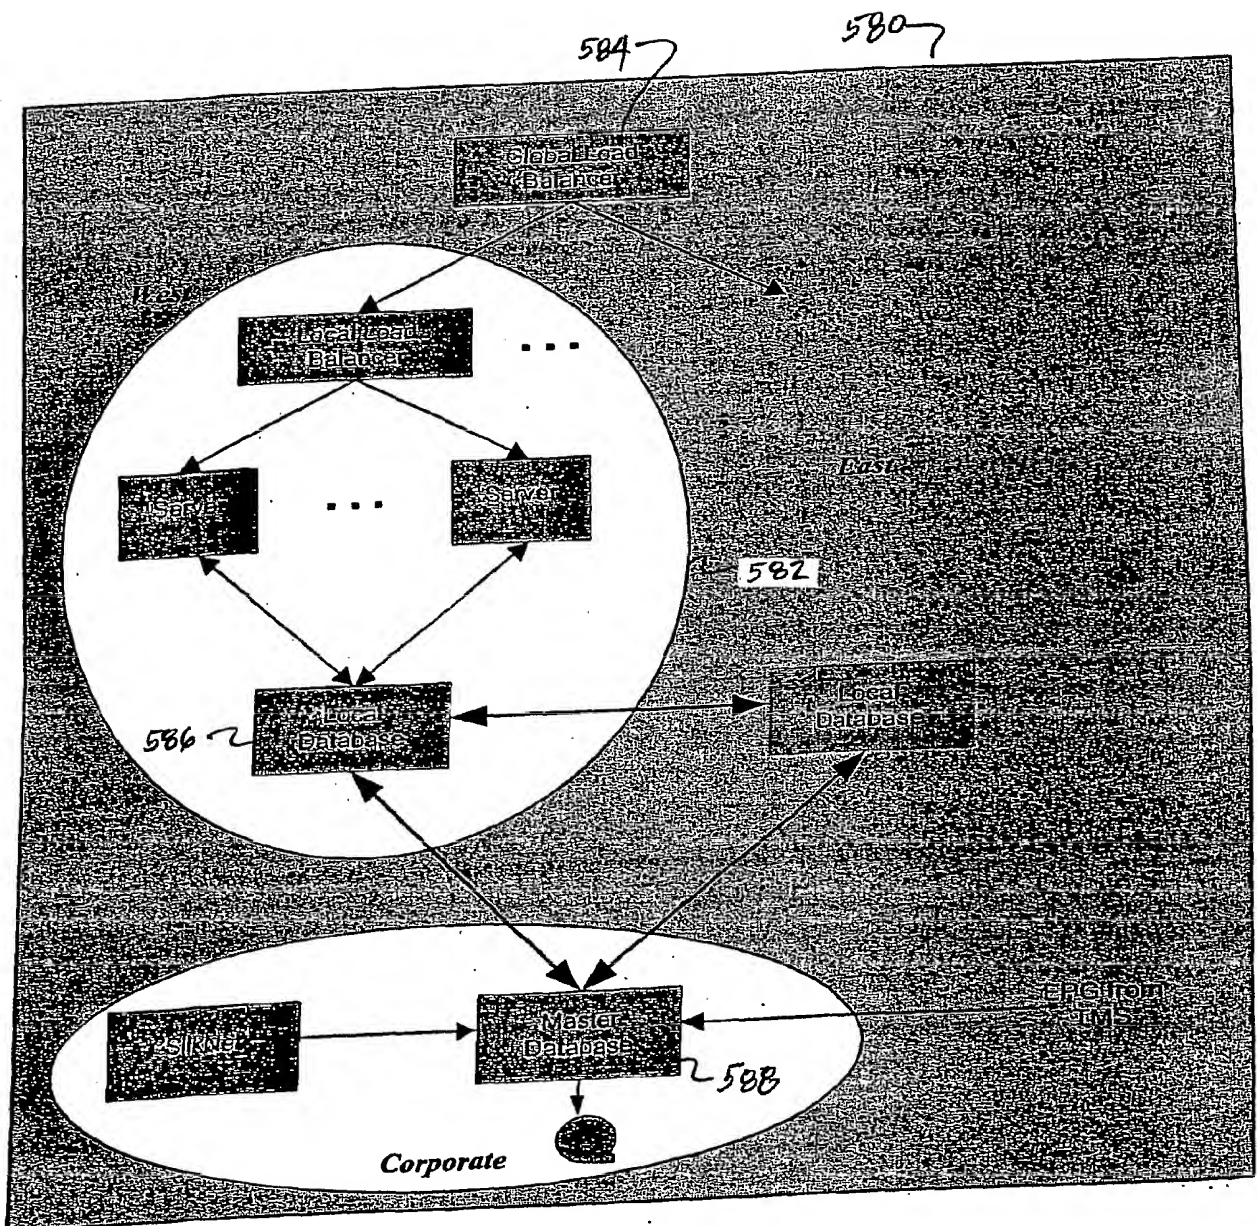 584
580
Global Load
Balancer
West
Local Load
Balancer
Server
Server
East
582
Local
Database
586
Local
Database
EPG from
TMS
Master
Database
588
Corporate